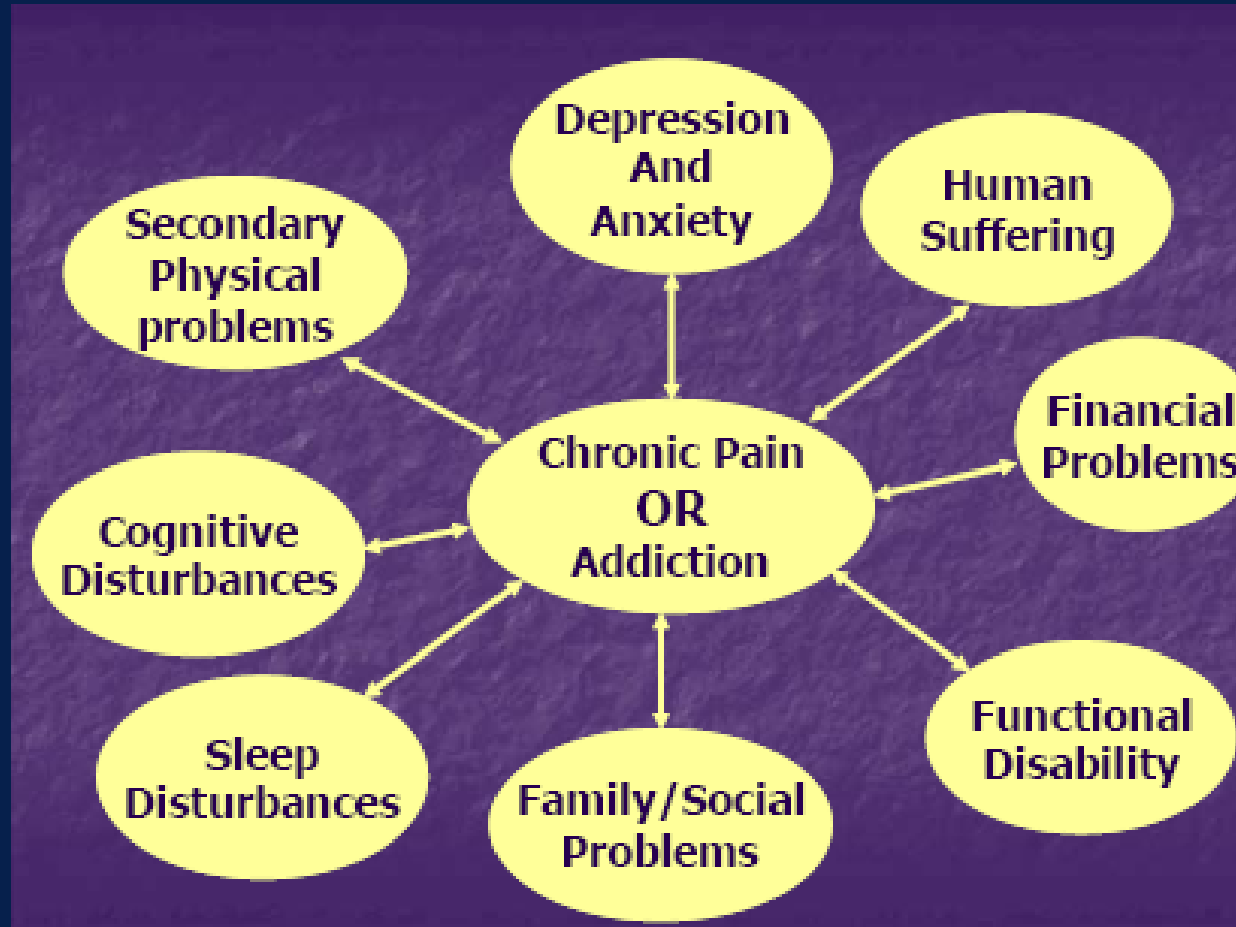 Depression
And
Anxiety
Human
Suffering
Secondary
Physical
problems
Financial
Problems
Chronic Pain
OR
Addiction
Cognitive
Disturbances
Functional
Disability
Sleep
Disturbances
Family/Social
Problems